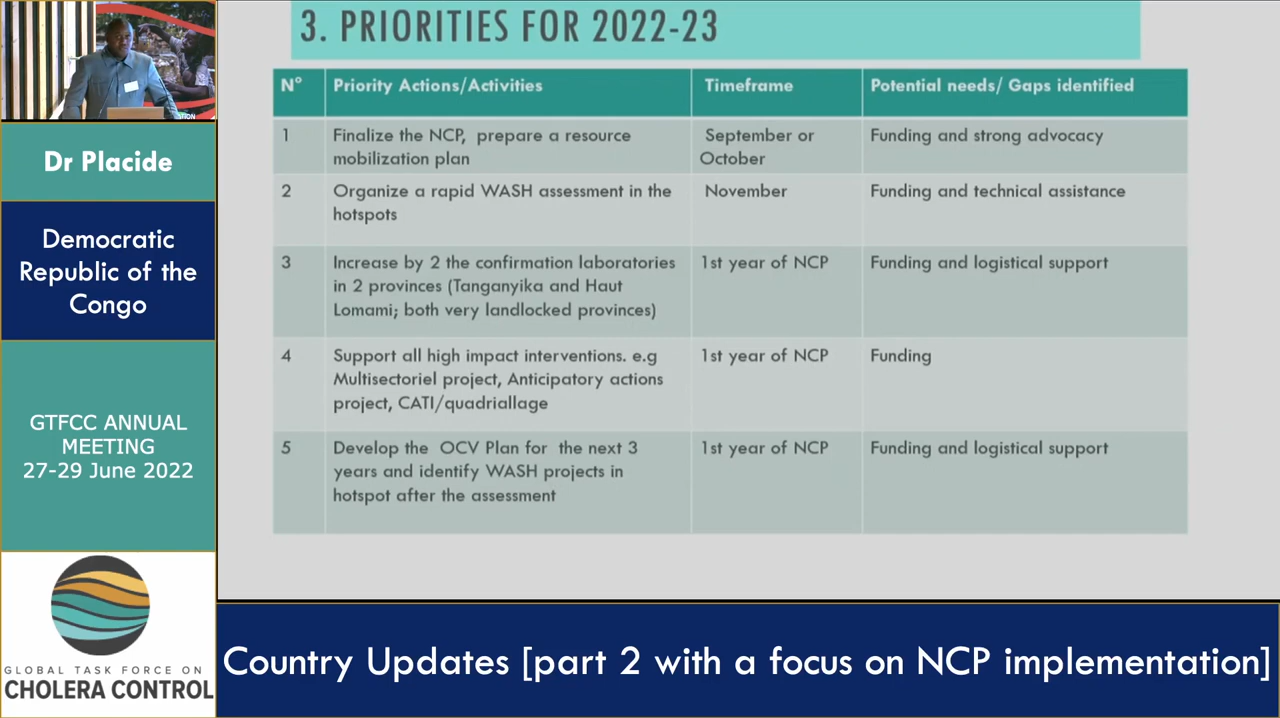 3. PRIORITIES FOR 2022-23
N° Priority Actions/Activities Timeframe Potential needs/ Gaps identified
1 Finalize the NCP, prepare a resource mobilization plan September or October Funding and strong advocacy
2 Organize a rapid WASH assessment in the hotspots November Funding and technical assistance
3 Increase by 2 the confirmation laboratories in 2 provinces (Tanganyika and Haut Lomami; both very landlocked provinces) 1st year of NCP Funding and logistical support
4 Support all high impact interventions. e.g Multisectoriel project, Anticipatory actions project, CATI/quadriallage 1st year of NCP Funding
5 Develop the OCV Plan for the next 3 years and identify WASH projects in hotspot after the assessment 1st year of NCP Funding and logistical support
Dr Placide
Democratic
Republic of the
Congo
GTFCC ANNUAL
MEETING
27-29 June 2022
GLOBAL TASK FORCE ON
CHOLERA CONTROL
Country Updates [part 2 with a focus on NCP implementation]